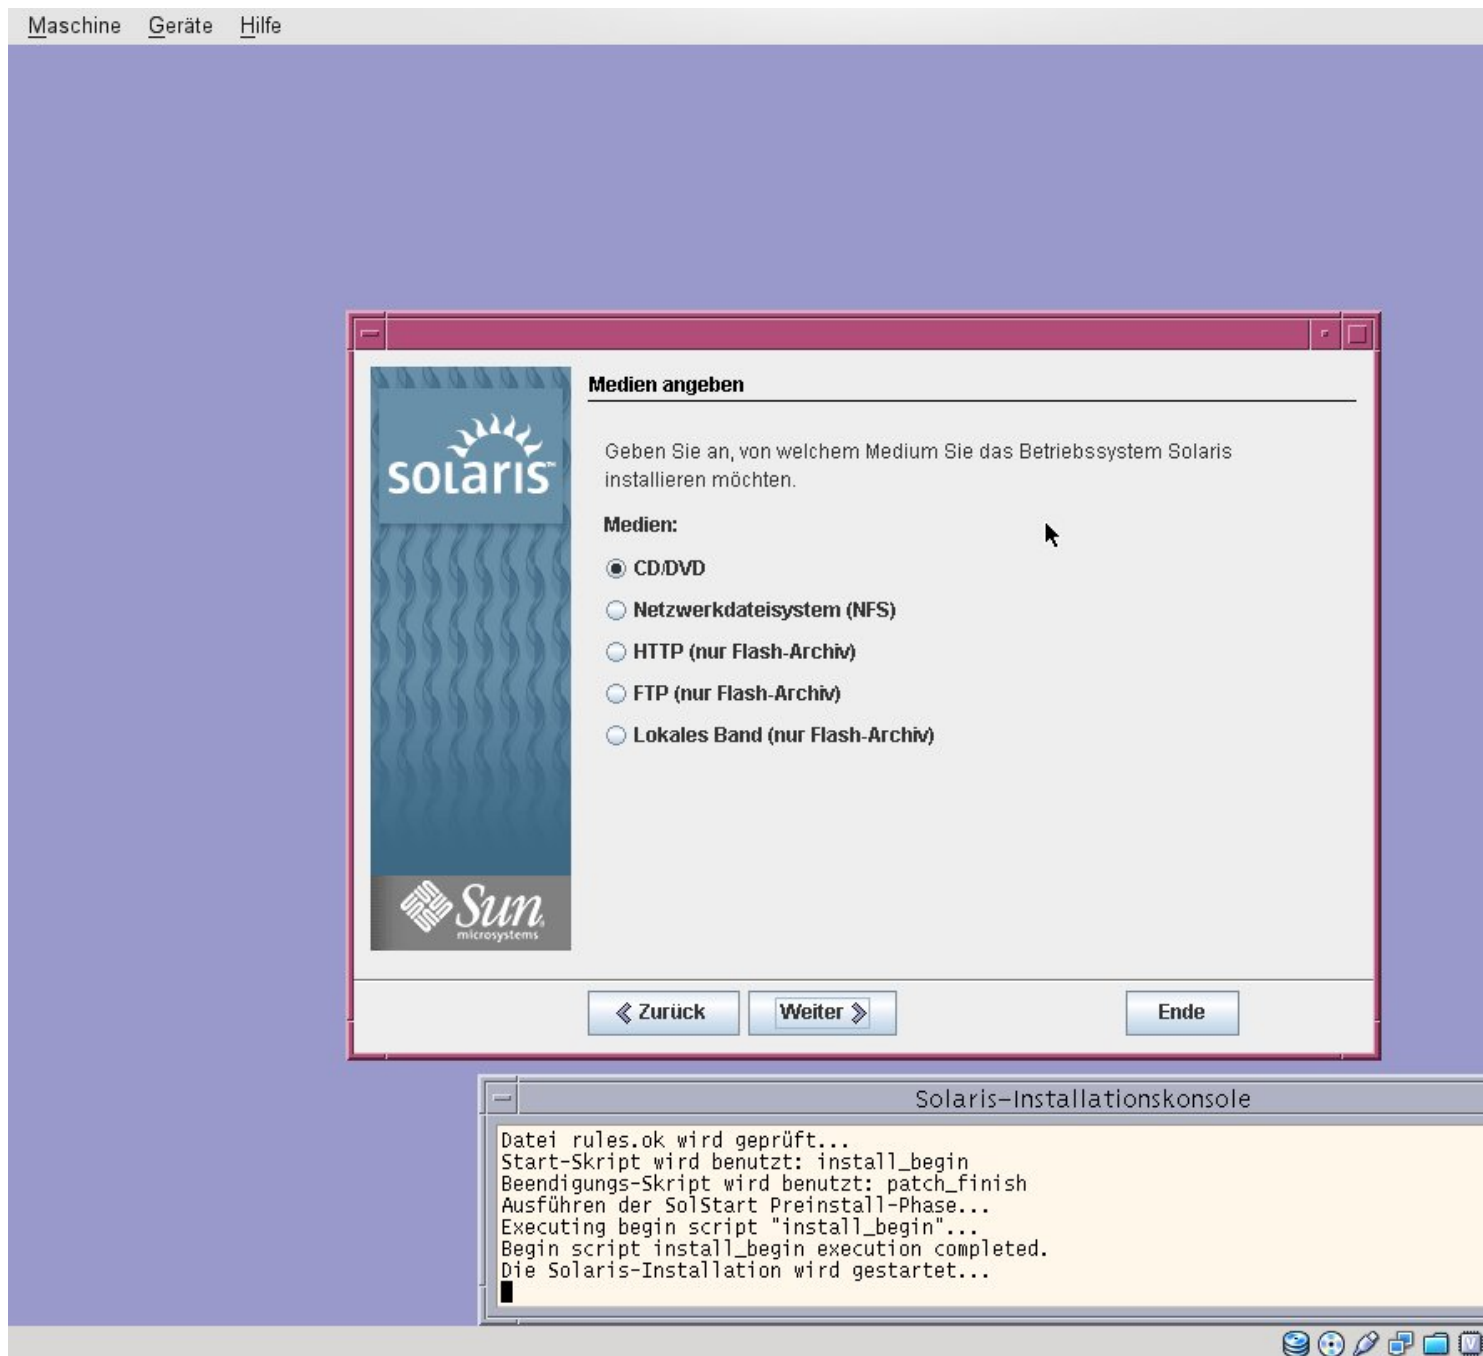 Maschine Geräte Hilfe
solaris™
Medien angeben
Geben Sie an, von welchem Medium Sie das Betriebssystem Solaris
installieren möchten.
Medien:
CD/DVD
Netzwerkdateisystem (NFS)
HTTP (nur Flash-Archiv)
FTP (nur Flash-Archiv)
Lokales Band (nur Flash-Archiv)
Sun
microsystems
Zurück Weiter Ende
Solaris-Installationskonsole
Datei rules.ok wird geprüft...
Start-Skript wird benutzt: install_begin
Beendigungs-Skript wird benutzt: patch_finish
Ausführen der SolStart Preinstall-Phase...
Executing begin script "install_begin"...
Begin script install_begin execution completed.
Die Solaris-Installation wird gestartet...